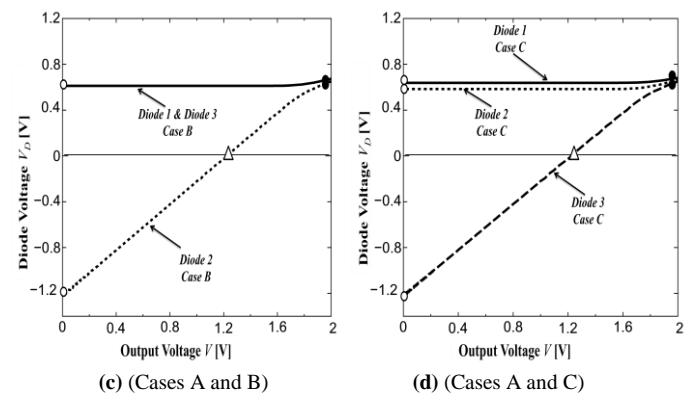 1.2
0.8
0.4
0
−0.4
−0.8
−1.2
Diode Voltage V_D [V]
Diode 1 & Diode 3
Case B
Diode 2
Case B
0 0.4 0.8 1.2 1.6 2
Output Voltage V [V]
(c) (Cases A and B)
1.2
0.8
0.4
0
−0.4
−0.8
−1.2
Diode Voltage V_D [V]
Diode 1
Case C
Diode 2
Case C
Diode 3
Case C
0 0.4 0.8 1.2 1.6 2
Output Voltage V [V]
(d) (Cases A and C)